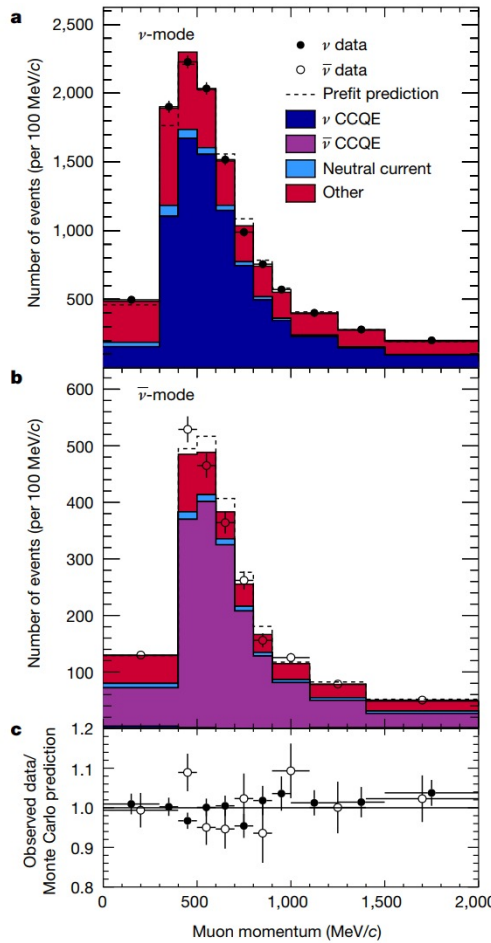 a
ν-mode
ν data
ν̅ data
Prefit prediction
ν CCQE
ν̅ CCQE
Neutral current
Other
2,500
2,000
1,500
1,000
500
Number of events (per 100 MeV/c)
b
ν̅-mode
600
500
400
300
200
100
Number of events (per 100 MeV/c)
c
1.2
1.1
1.0
0.9
0.8
Observed data/
Monte Carlo prediction
0 500 1,000 1,500 2,000
Muon momentum (MeV/c)